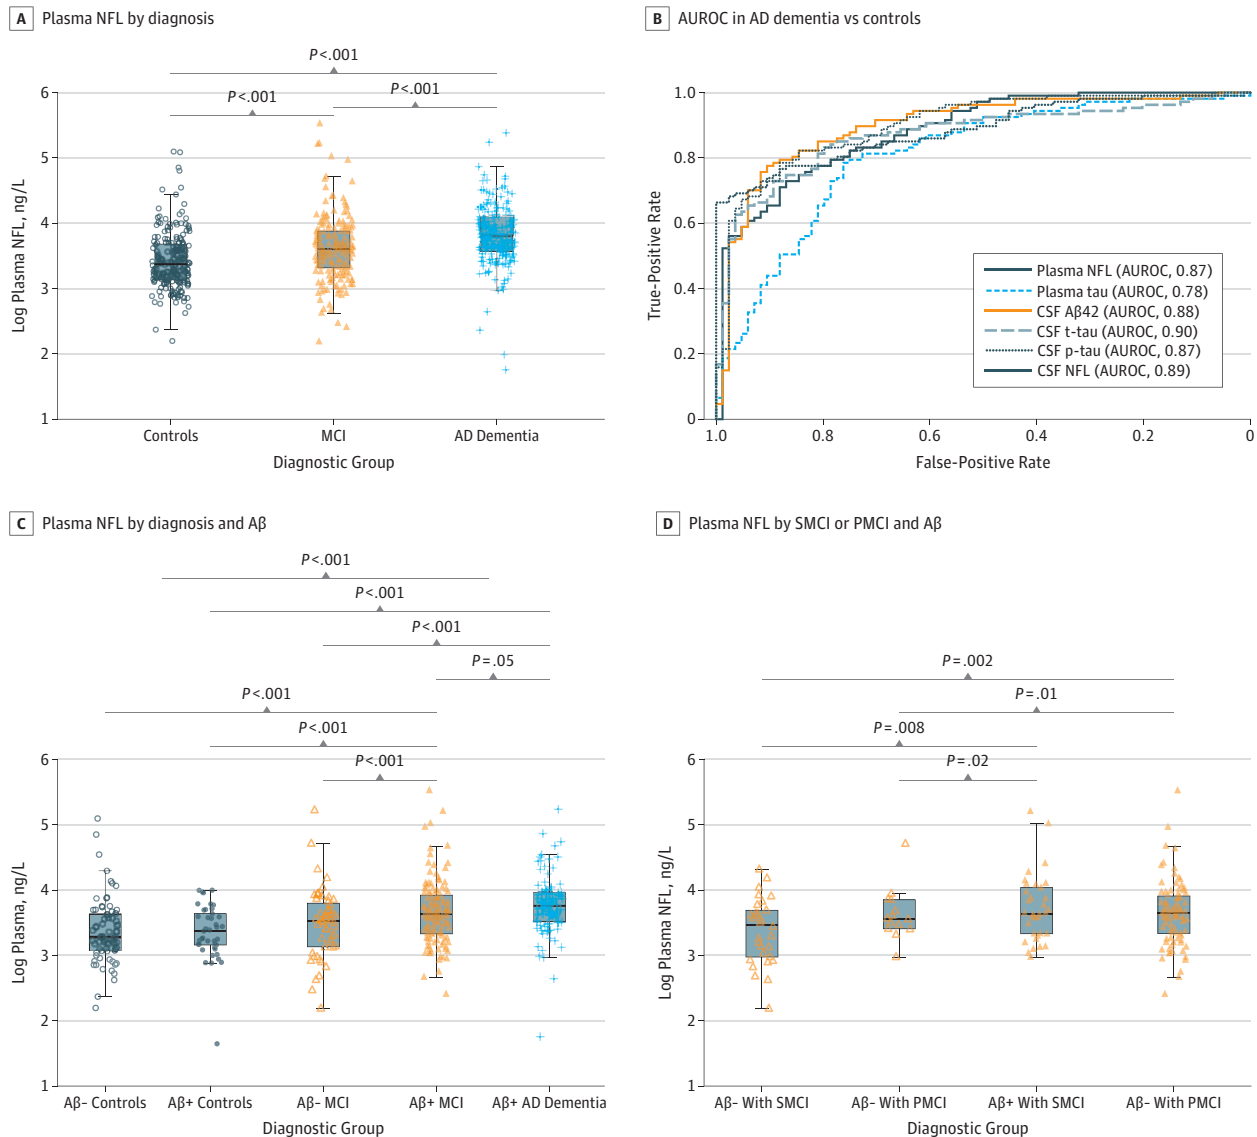 A Plasma NFL by diagnosis
P<.001
P<.001
P<.001
6
5
4
3
2
1
Log Plasma NFL, ng/L
Controls
MCI
AD Dementia
Diagnostic Group
B AUROC in AD dementia vs controls
1.0
0.8
0.6
0.4
0.2
0
True-Positive Rate
Plasma NFL (AUROC, 0.87)
Plasma tau (AUROC, 0.78)
CSF Aβ42 (AUROC, 0.88)
CSF t-tau (AUROC, 0.90)
CSF p-tau (AUROC, 0.87)
CSF NFL (AUROC, 0.89)
1.0
0.8
0.6
0.4
0.2
0
False-Positive Rate
C Plasma NFL by diagnosis and Aβ
P<.001
P<.001
P<.001
P=.05
P<.001
P<.001
P<.001
6
5
4
3
2
1
Log Plasma, ng/L
Aβ− Controls
Aβ+ Controls
Aβ− MCI
Aβ+ MCI
Aβ+ AD Dementia
Diagnostic Group
D Plasma NFL by SMCI or PMCI and Aβ
P=.002
P=.01
P=.008
P=.02
6
5
4
3
2
1
Log Plasma NFL, ng/L
Aβ− With SMCI
Aβ− With PMCI
Aβ+ With SMCI
Aβ− With PMCI
Diagnostic Group